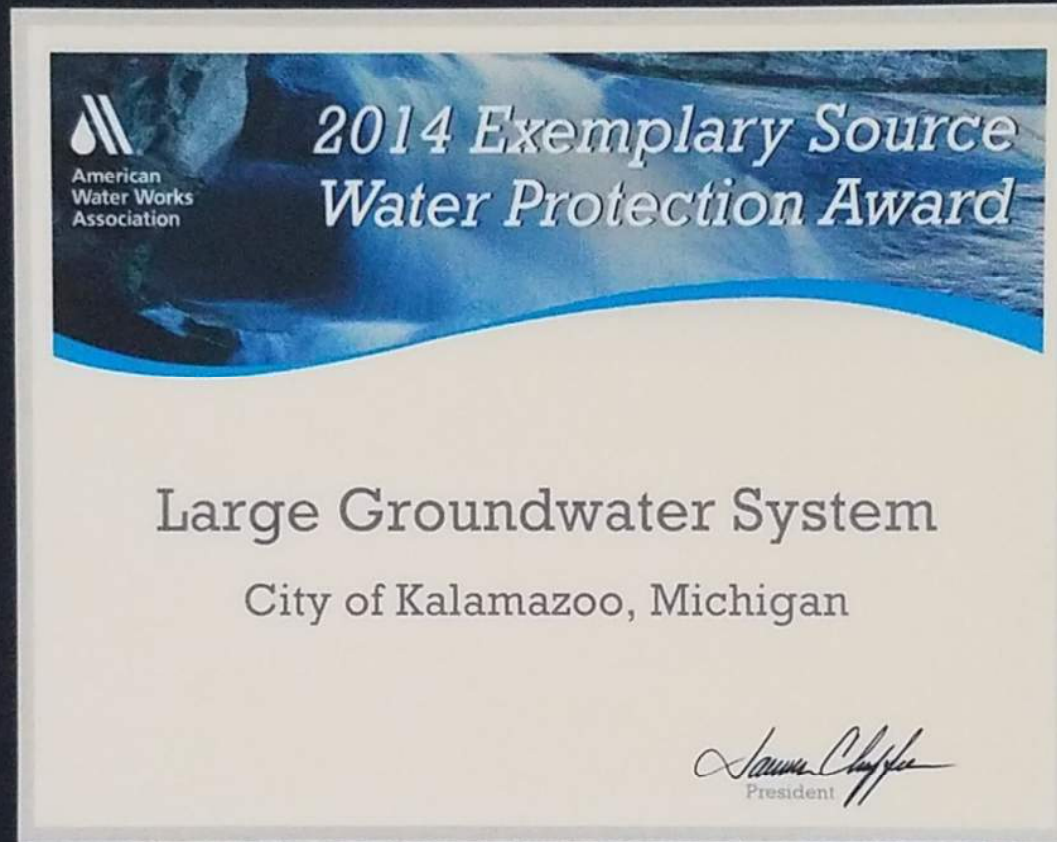 American
Water Works
Association
2014 Exemplary Source
Water Protection Award
Large Groundwater System
City of Kalamazoo, Michigan
President